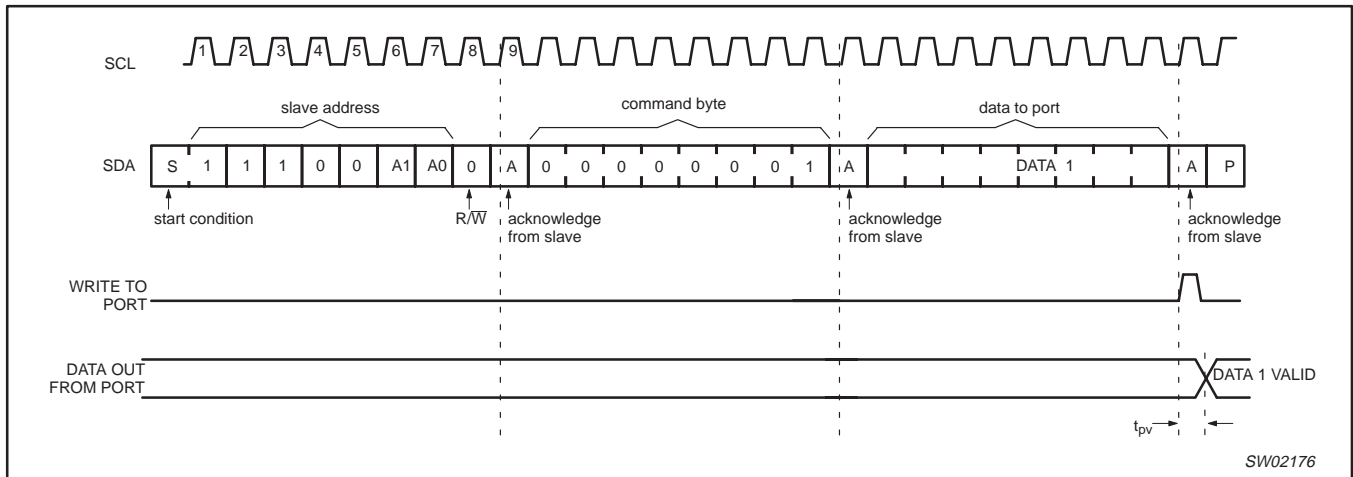 1 2 3 4 5 6 7 8 9
SCL
slave address command byte data to port
SDA S 1 1 1 0 0 A1 A0 0 A 0 0 0 0 0 0 0 1 A DATA 1 A P
start condition R/W̅ acknowledge acknowledge acknowledge
from slave from slave from slave
WRITE TO
PORT
DATA OUT
FROM PORT
DATA 1 VALID
tpv
SW02176